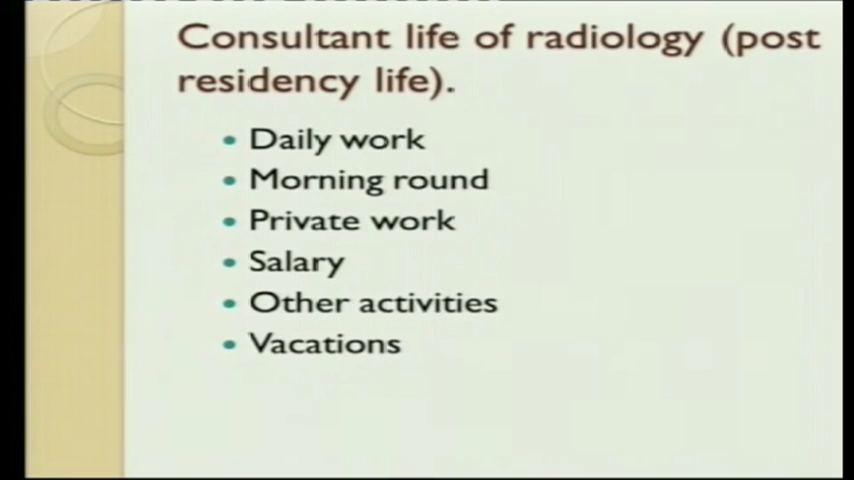 Consultant life of radiology (post
residency life).
• Daily work
• Morning round
• Private work
• Salary
• Other activities
• Vacations